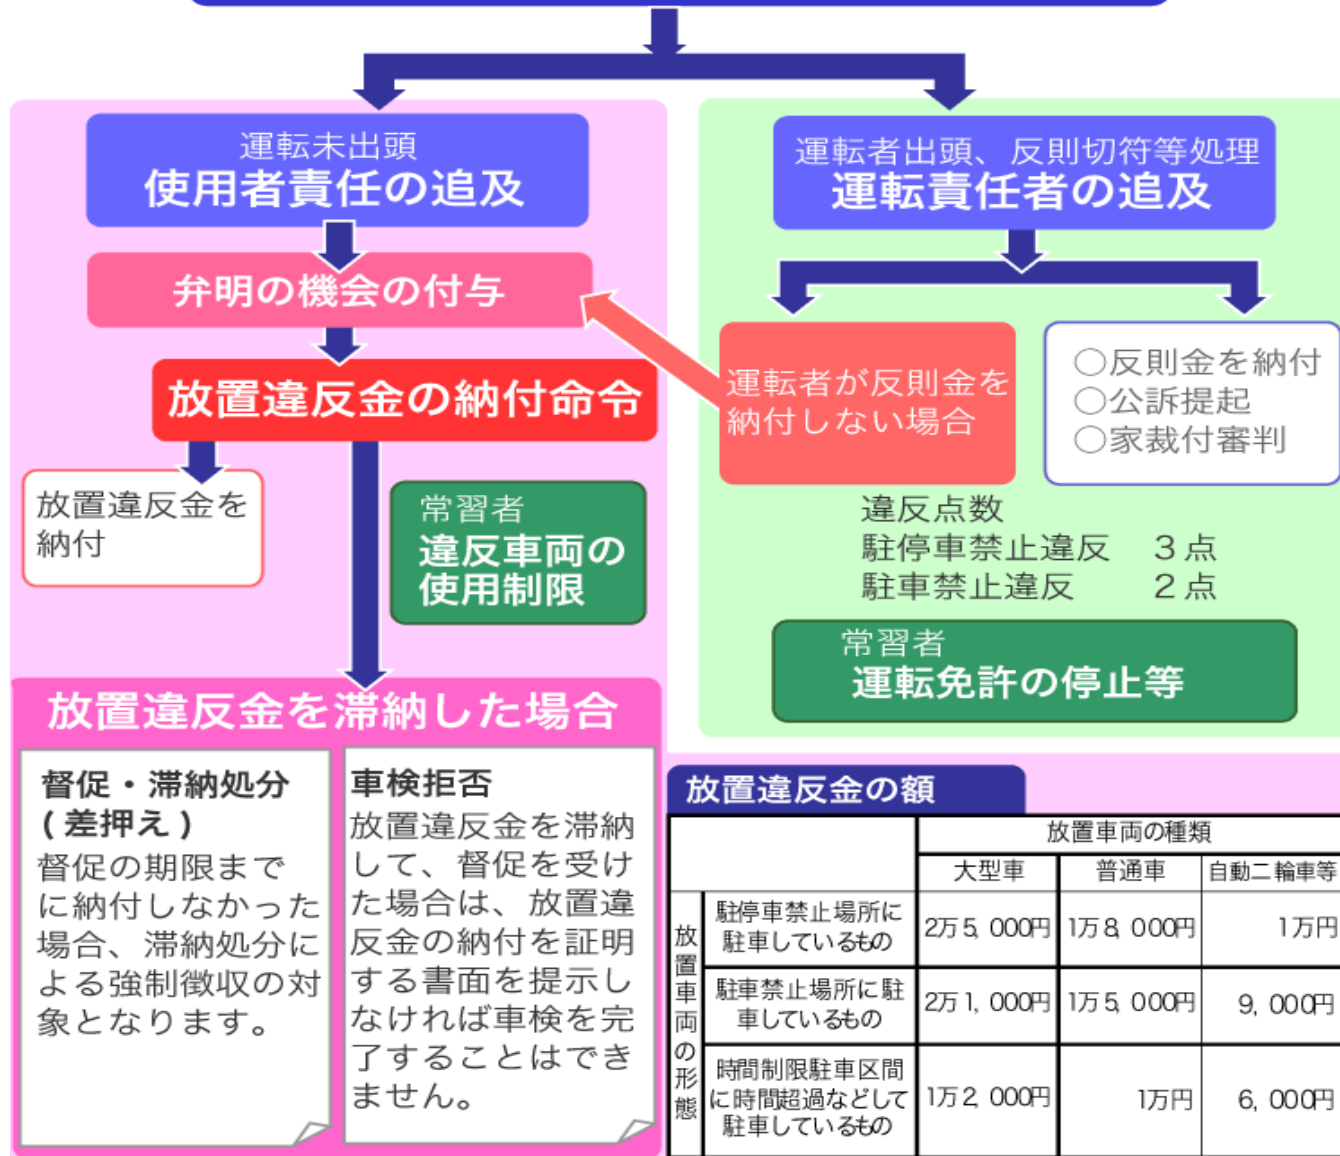 運転未出頭
使用者責任の追及
弁明の機会の付与
放置違反金の納付命令
放置違反金を
納付
常習者
違反車両の
使用制限
運転者出頭、反則切符等処理
運転責任者の追及
運転者が反則金を
納付しない場合
○反則金を納付
○公訴提起
○家裁付審判
違反点数
駐停車禁止違反　３点
駐車禁止違反　２点
常習者
運転免許の停止等
放置違反金を滞納した場合
督促・滞納処分
(差押え)
督促の期限まで
に納付しなかった
場合、滞納処分に
よる強制徴収の対
象となります。
車検拒否
放置違反金を滞納
して、督促を受け
た場合は、放置違
反金の納付を証明
する書面を提示し
なければ車検を完
了することはでき
ません。
放置違反金の額
放置車両の種類
大型車　普通車　自動二輪車等
放置車両の形態
駐停車禁止場所に
駐車しているもの
2万5,000円　1万8,000円　1万円
駐車禁止場所に駐
車しているもの
2万1,000円　1万5,000円　9,000円
時間制限駐車区間
に時間超過などして
駐車しているもの
1万2,000円　1万円　6,000円